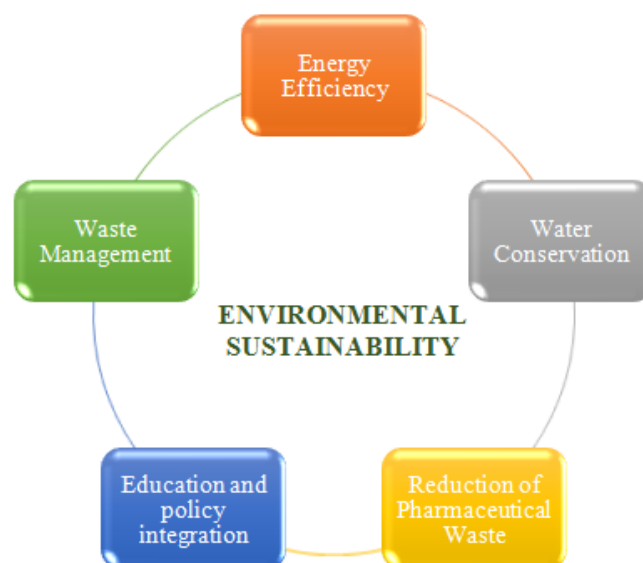 Energy
Efficiency
Water
Conservation
Reduction of
Pharmaceutical
Waste
Education and
policy
integration
Waste
Management
ENVIRONMENTAL
SUSTAINABILITY